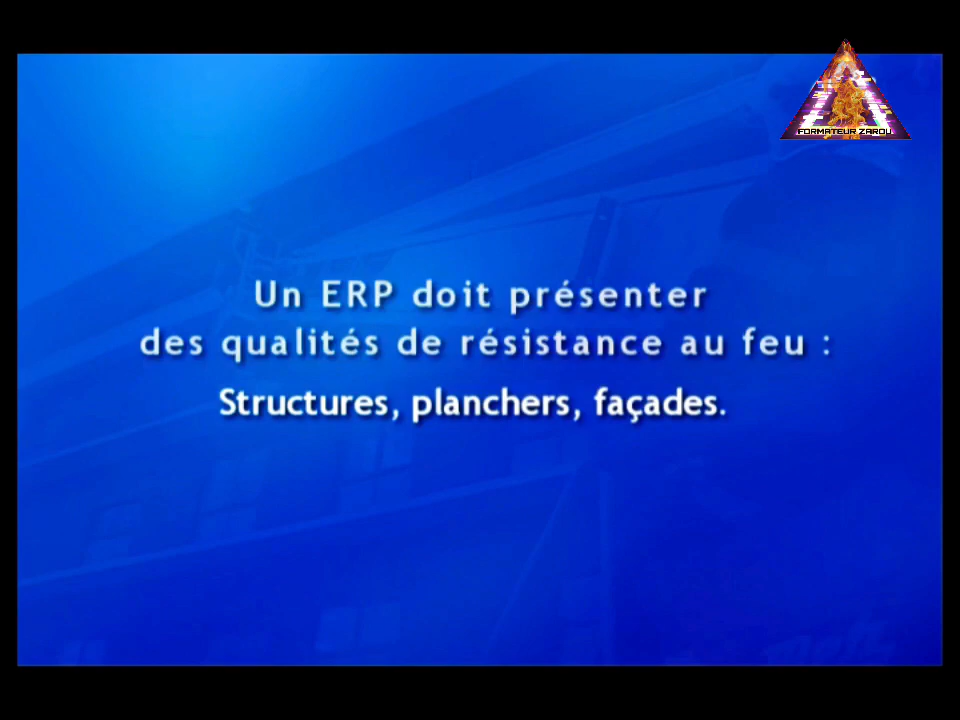 FORMATEUR ZAROU
Un ERP doit présenter
des qualités de résistance au feu :
Structures, planchers, façades.